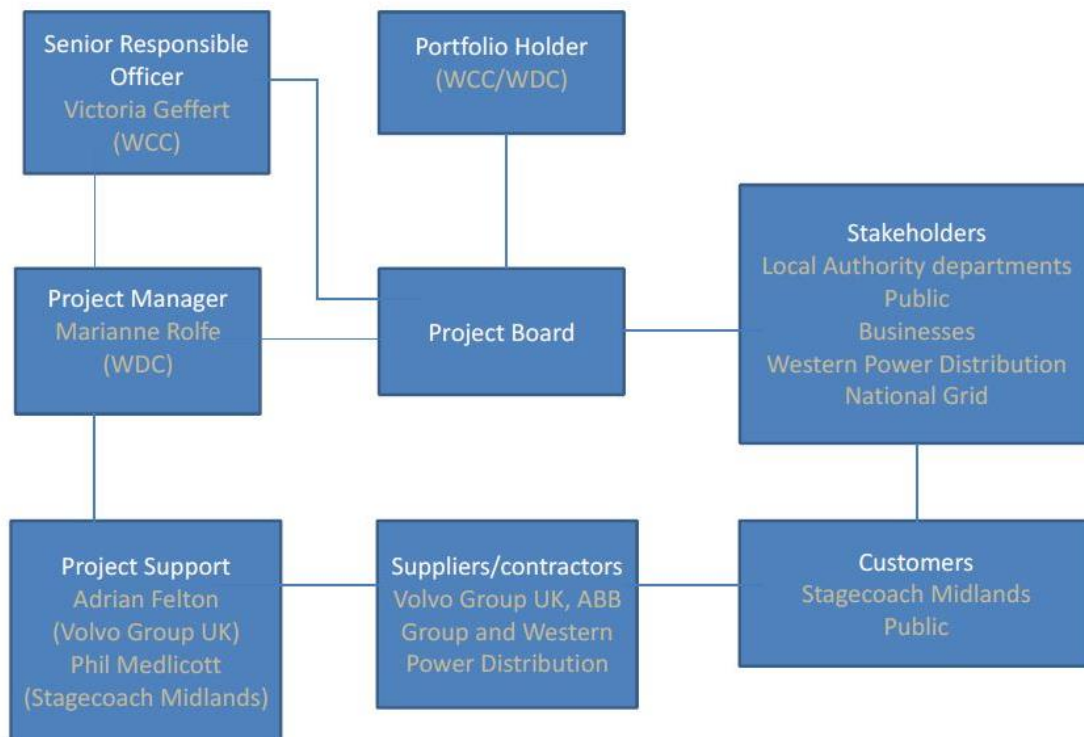 Senior Responsible
Officer
Victoria Geffert
(WCC)
Portfolio Holder
(WCC/WDC)
Stakeholders
Local Authority departments
Public
Businesses
Western Power Distribution
National Grid
Project Manager
Marianne Rolfe
(WDC)
Project Board
Project Support
Adrian Felton
(Volvo Group UK)
Phil Medlicott
(Stagecoach Midlands)
Suppliers/contractors
Volvo Group UK, ABB
Group and Western
Power Distribution
Customers
Stagecoach Midlands
Public